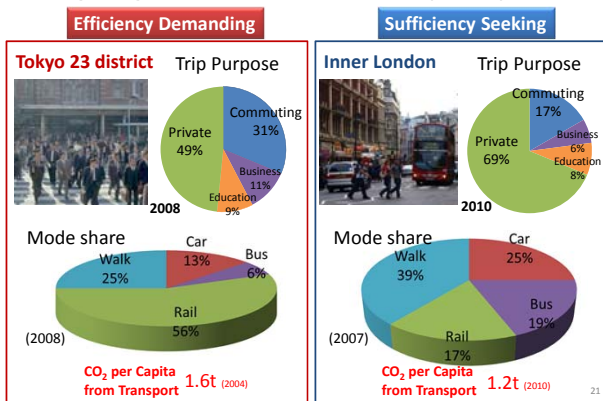 Efficiency Demanding
Tokyo 23 district
Trip Purpose
Commuting
31%
Private
49%
Business
11%
Education
9%
2008
Mode share
Car
13%
Walk
25%
Bus
6%
Rail
56%
(2008)
CO2 per Capita
from Transport 1.6t (2004)
Sufficiency Seeking
Inner London
Trip Purpose
Commuting
17%
Business
6%
Private
69%
Education
8%
2010
Mode share
Car
25%
Walk
39%
Bus
19%
Rail
17%
(2007)
CO2 per Capita
from Transport 1.2t (2010)
21